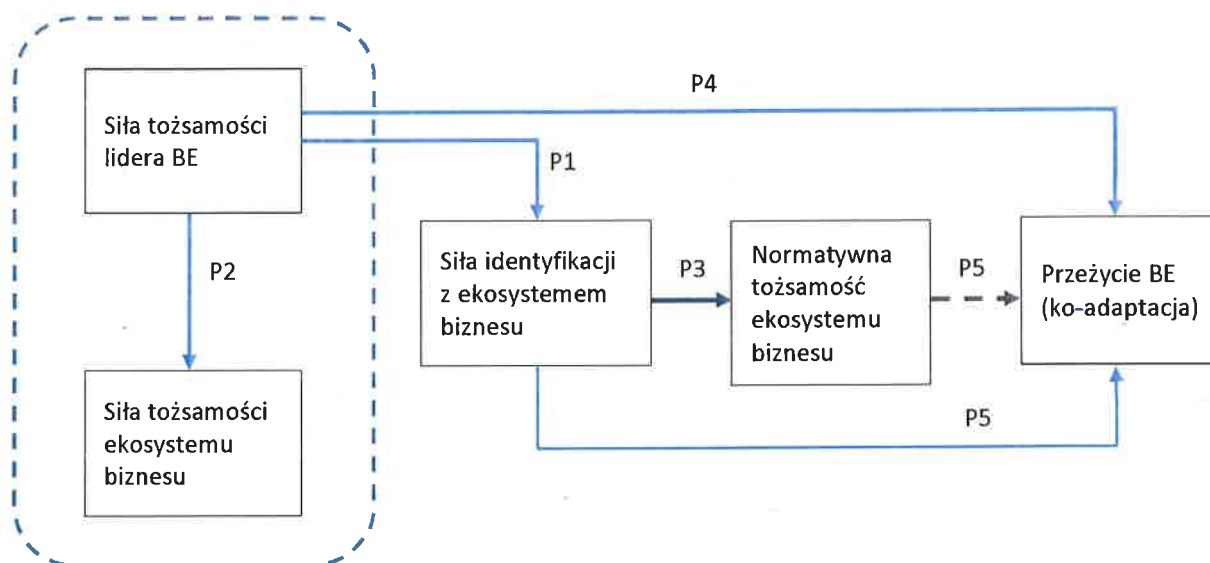 P4
Siła tożsamości
lidera BE
P1
P2
Siła identyfikacji
z ekosystemem
biznesu
P3
Normatywna
tożsamość
ekosystemu
biznesu
P5
Przeżycie BE
(ko-adaptacja)
Siła tożsamości
ekosystemu
biznesu
P5